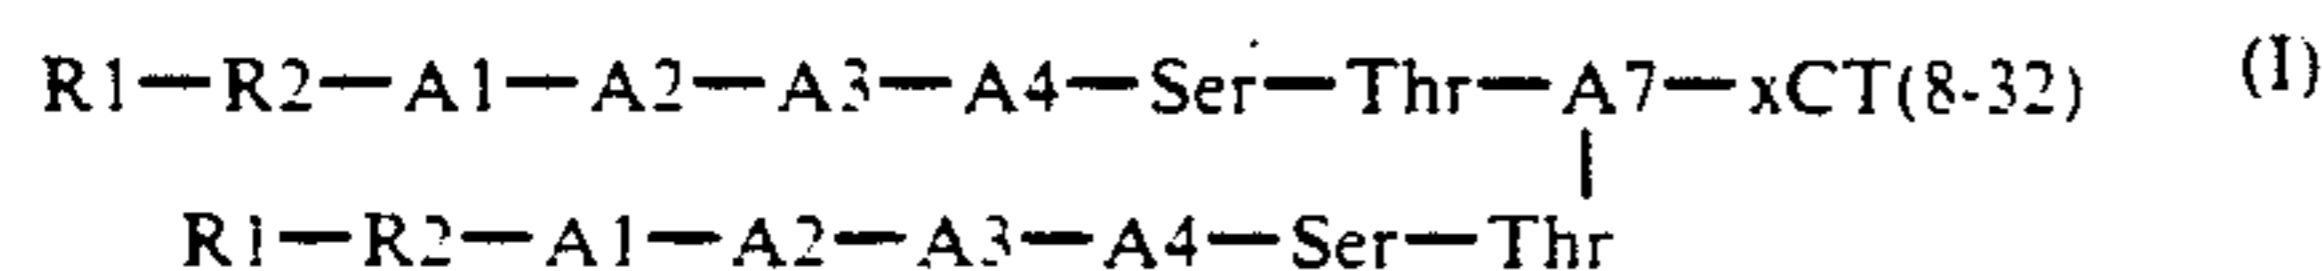 R1—R2—A1—A2—A3—A4—Ser—Thr—A7—xCT(8-32) (I)
R1—R2—A1—A2—A3—A4—Ser—Thr